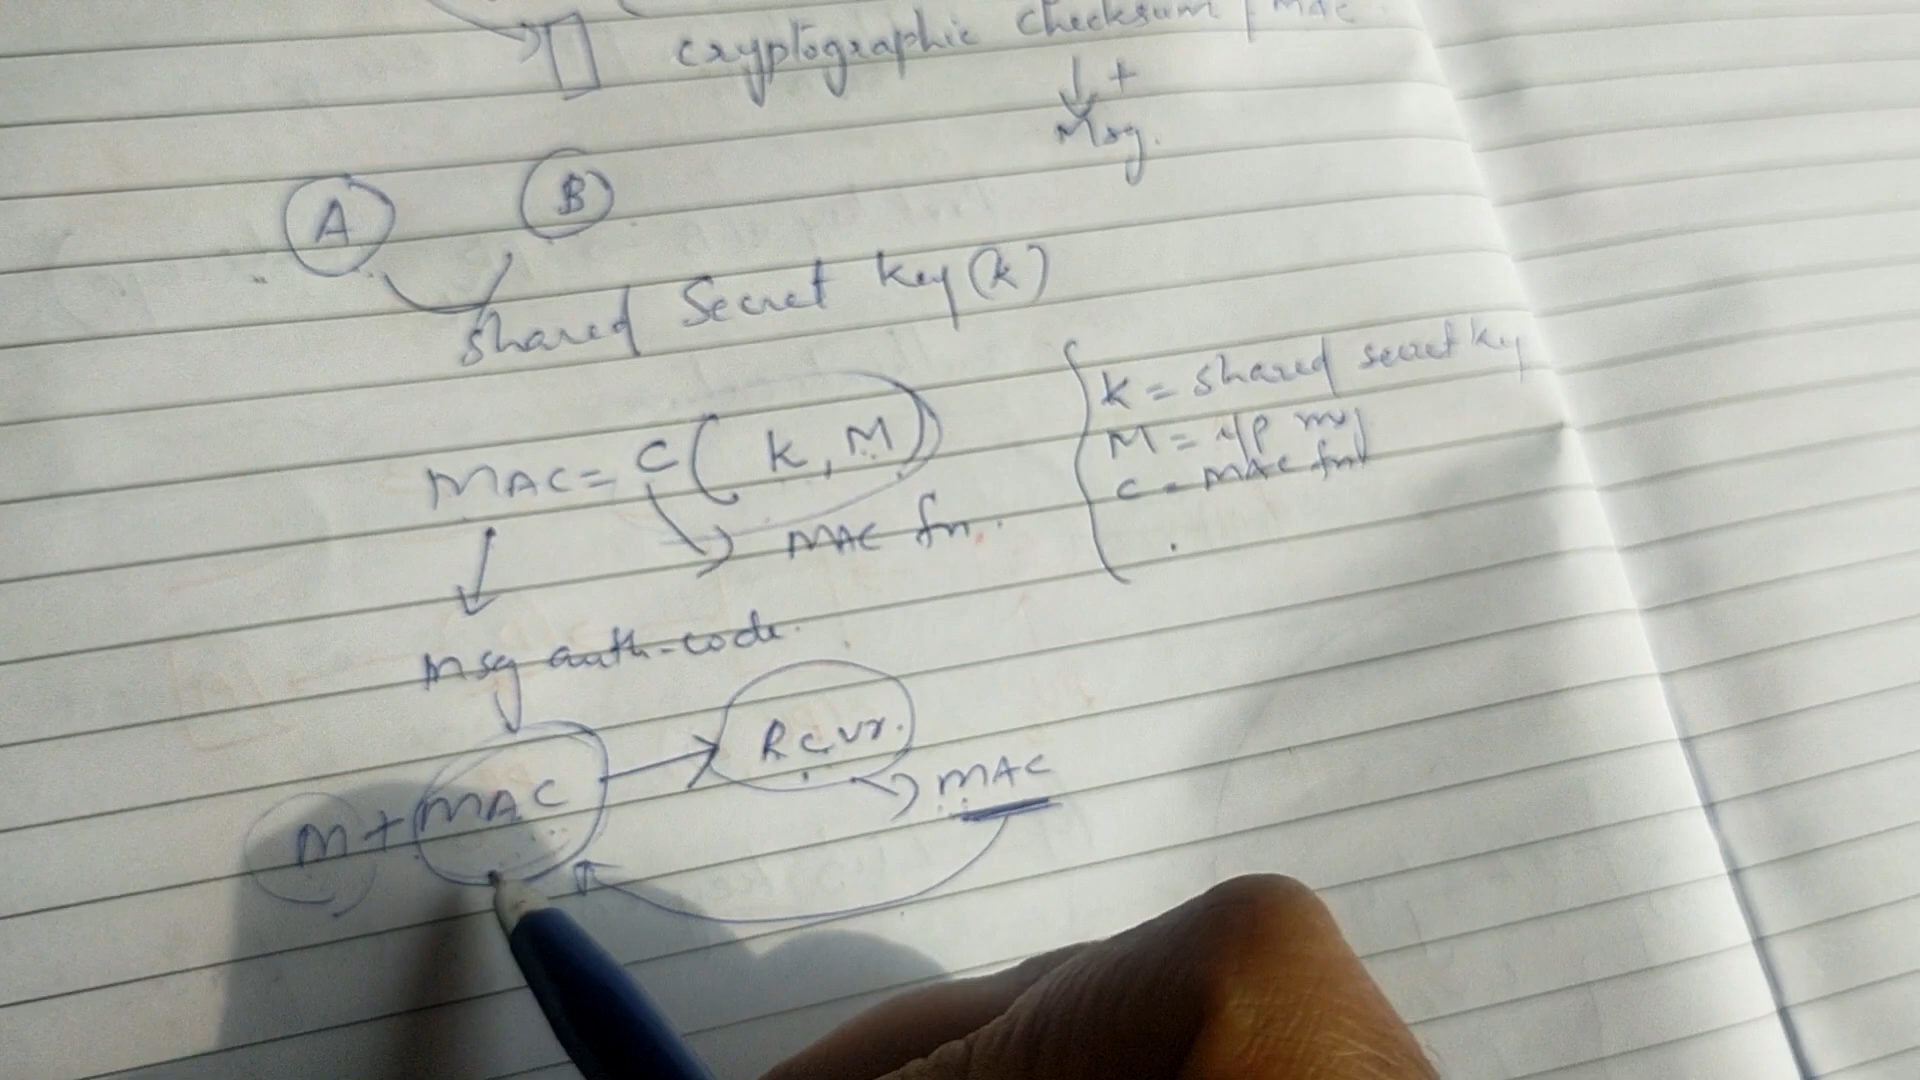 cryptographic checksum / MAC.
↓ +
Msg.
A B
Shared Secret key (k)
MAC = C ( k, M )
→ MAC fn.
k = shared secret key
M = i/p msg
C = MAC fn
Msg auth-code.
M + MAC → Rcvr.
→ MAC